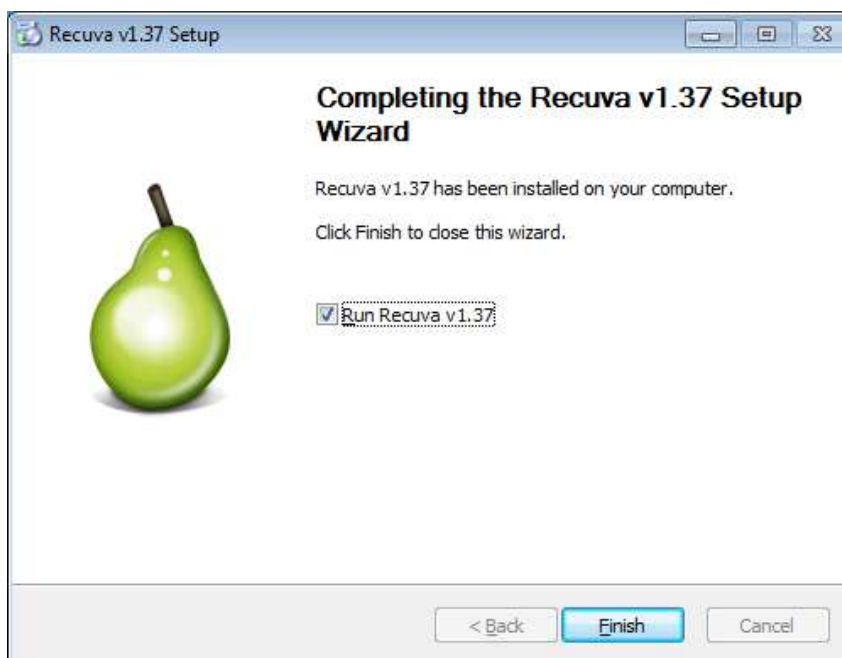 Recuva v1.37 Setup
Completing the Recuva v1.37 Setup
Wizard
Recuva v1.37 has been installed on your computer.
Click Finish to close this wizard.
Run Recuva v1.37
< Back
Finish
Cancel